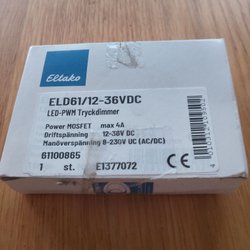 Eltako
ELD61/12-36VDC
LED-PWM Tryckdimmer
Power MOSFET max 4A
Driftspänning 12-36V DC
Manöverspänning 8-230V UC (AC/DC)
61100865
1 st. E1377072